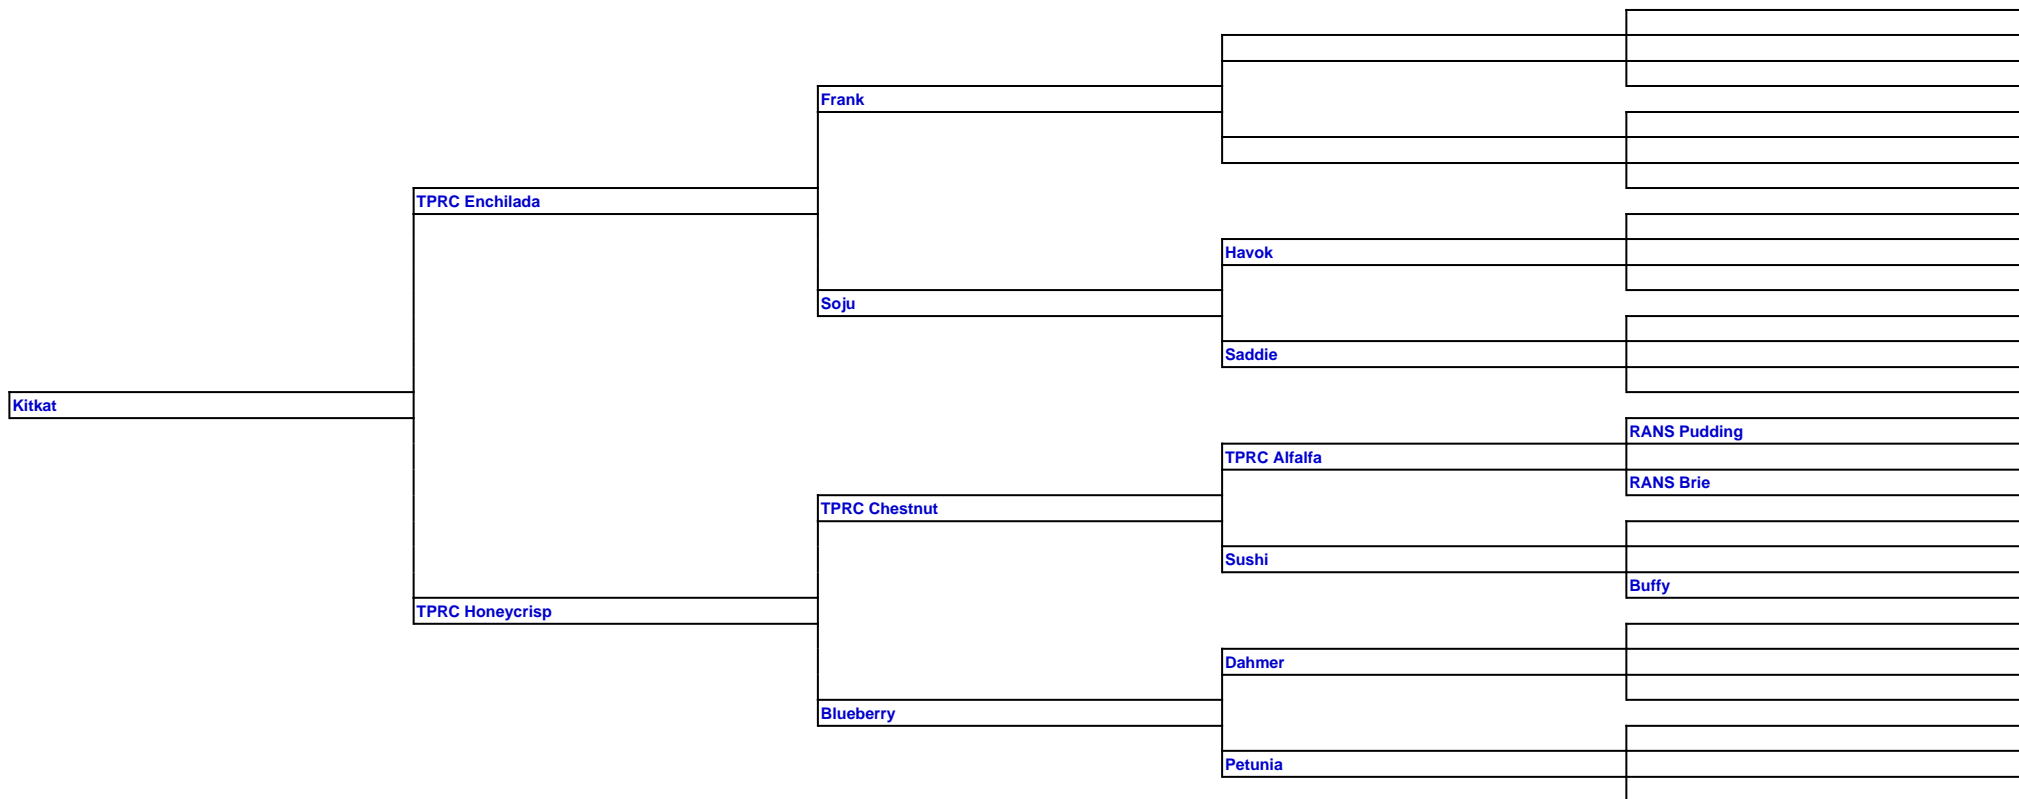 Frank
TPRC Enchilada
Havok
Soju
Saddie
Kitkat
RANS Pudding
TPRC Alfalfa
RANS Brie
TPRC Chestnut
Sushi
Buffy
TPRC Honeycrisp
Dahmer
Blueberry
Petunia